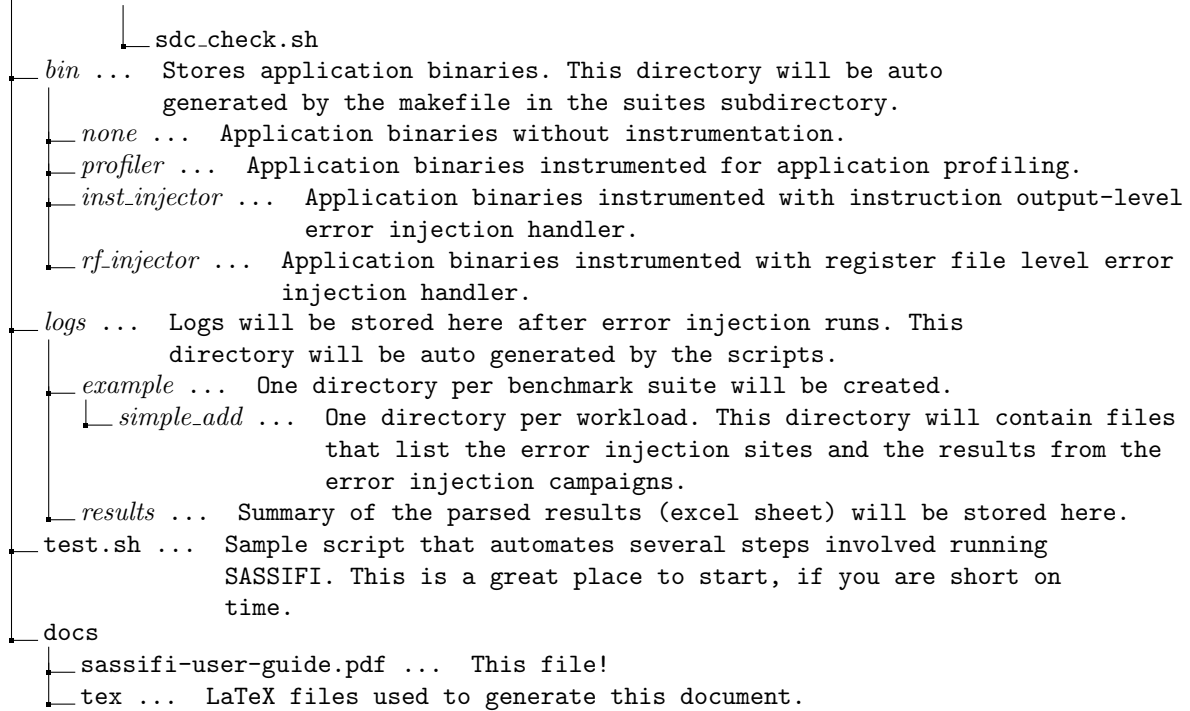 sdc_check.sh
bin ... Stores application binaries. This directory will be auto
generated by the makefile in the suites subdirectory.
none ... Application binaries without instrumentation.
profiler ... Application binaries instrumented for application profiling.
inst_injector ... Application binaries instrumented with instruction output-level
error injection handler.
rf_injector ... Application binaries instrumented with register file level error
injection handler.
logs ... Logs will be stored here after error injection runs. This
directory will be auto generated by the scripts.
example ... One directory per benchmark suite will be created.
simple_add ... One directory per workload. This directory will contain files
that list the error injection sites and the results from the
error injection campaigns.
results ... Summary of the parsed results (excel sheet) will be stored here.
test.sh ... Sample script that automates several steps involved running
SASSIFI. This is a great place to start, if you are short on
time.
docs
sassifi-user-guide.pdf ... This file!
tex ... LaTeX files used to generate this document.